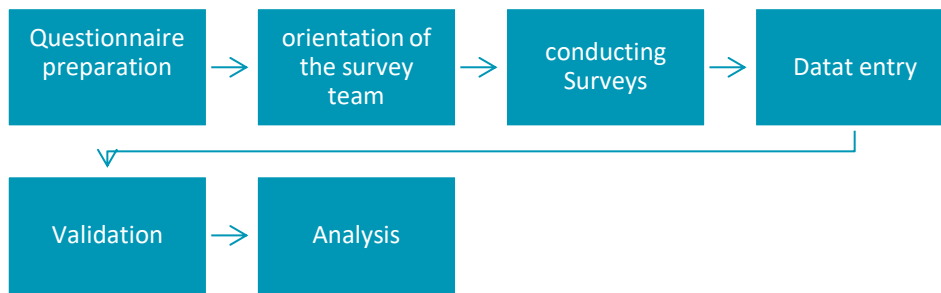 Questionnaire
preparation
orientation of
the survey
team
conducting
Surveys
Datat entry
Validation
Analysis